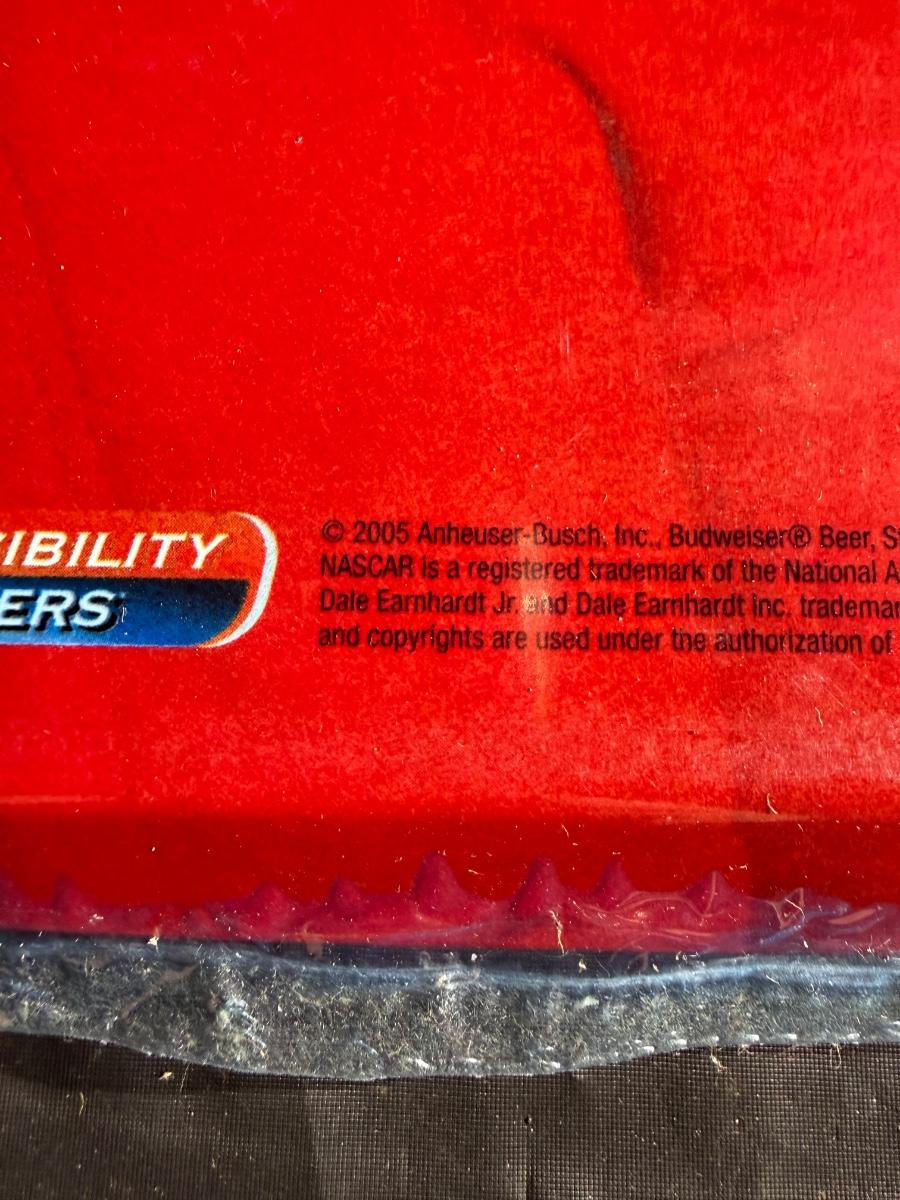 IBILITY
ERS
© 2005 Anheuser-Busch, Inc., Budweiser® Beer, S
NASCAR is a registered trademark of the National A
Dale Earnhardt Jr. and Dale Earnhardt Inc. tradema
and copyrights are used under the authorization of